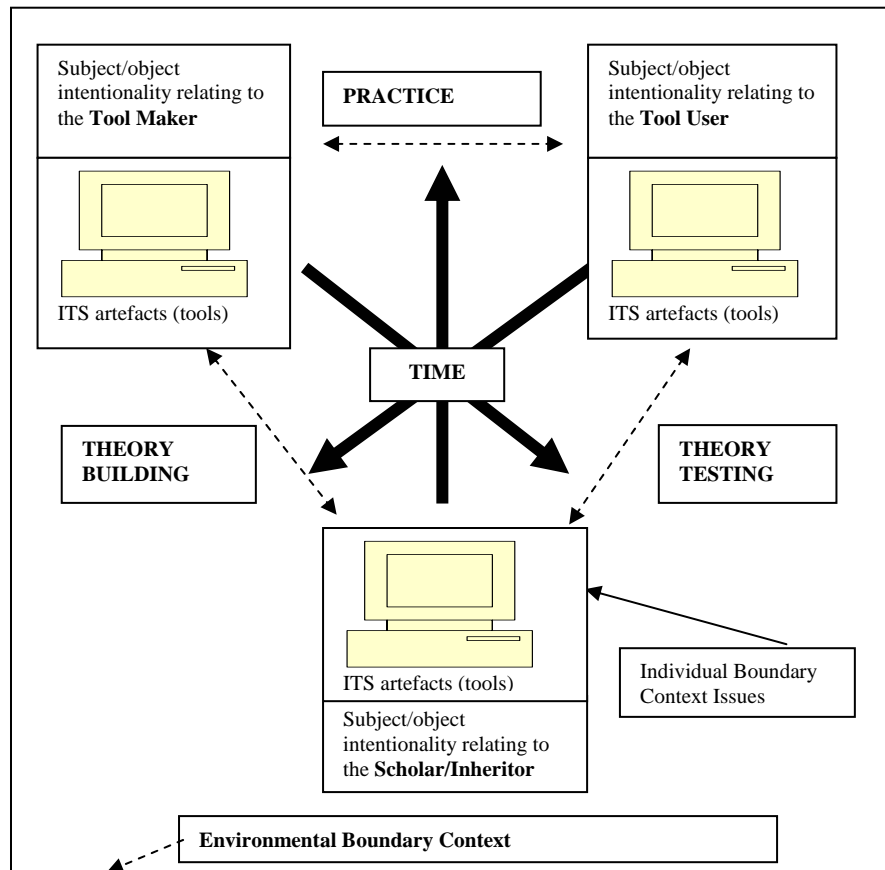 Subject/object
intentionality relating to
the Tool Maker
ITS artefacts (tools)
PRACTICE
Subject/object
intentionality relating to
the Tool User
ITS artefacts (tools)
TIME
THEORY
BUILDING
THEORY
TESTING
ITS artefacts (tools)
Subject/object
intentionality relating to
the Scholar/Inheritor
Individual Boundary
Context Issues
Environmental Boundary Context